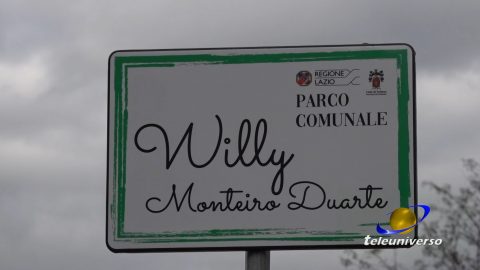 REGIONE
LAZIO
PARCO
COMUNALE
Willy
Monteiro Duarte
teleuniverso